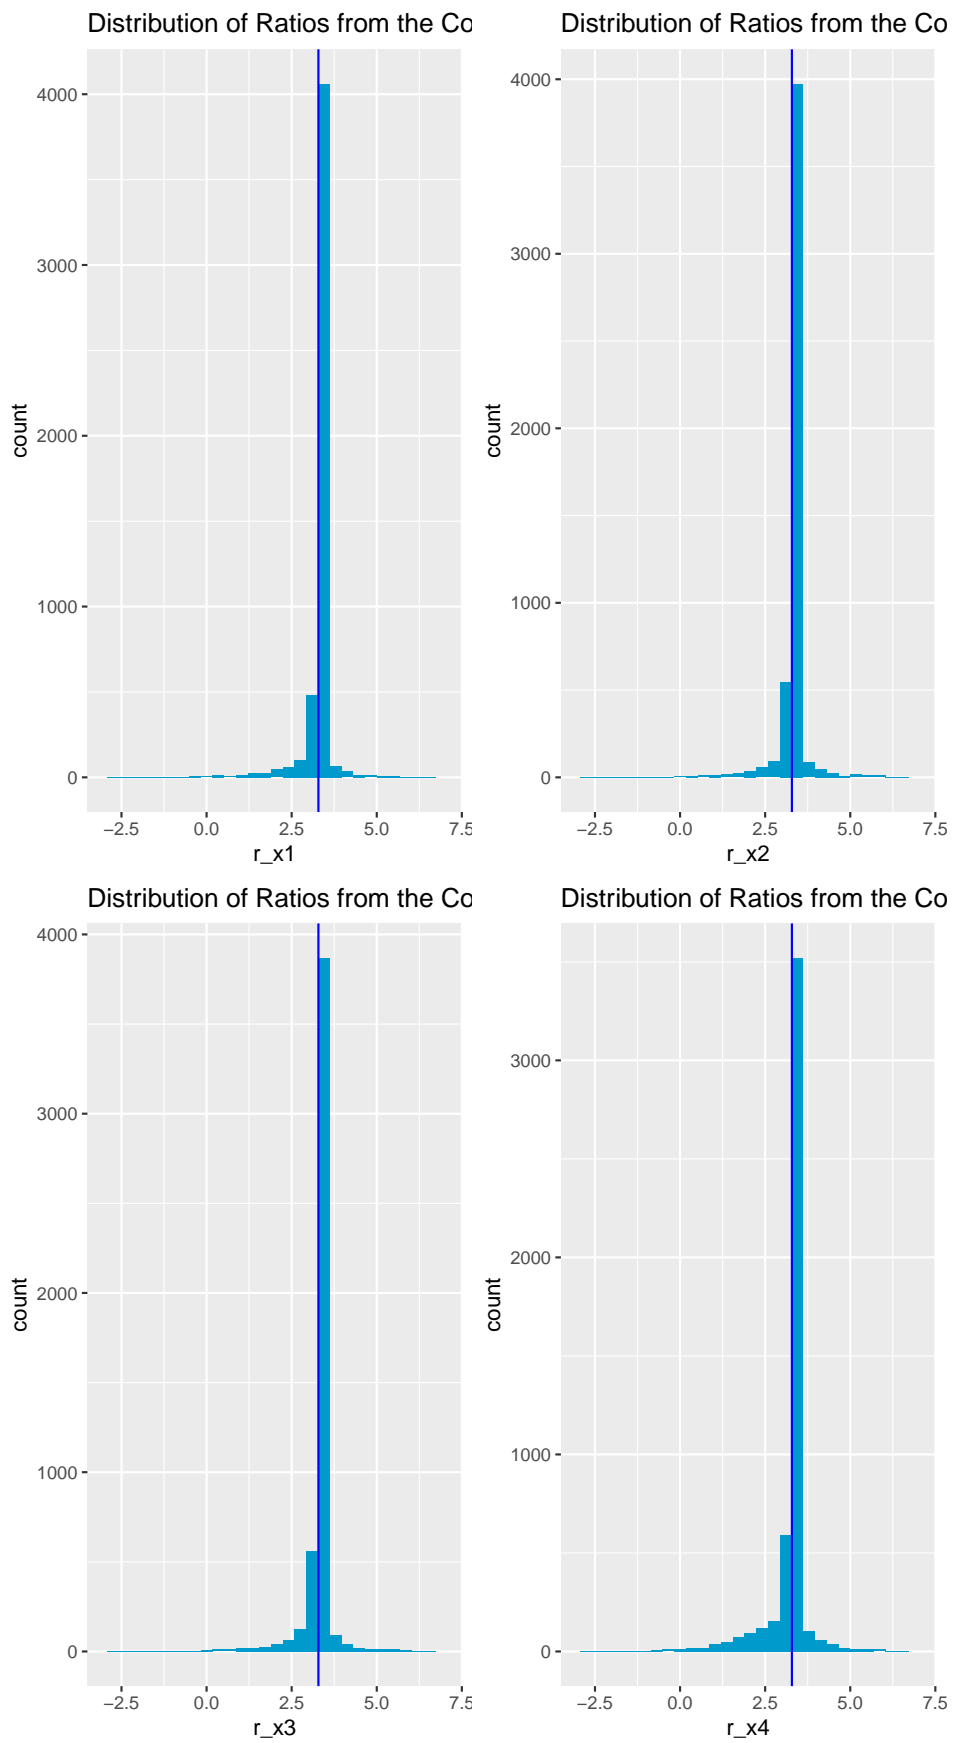 Distribution of Ratios from the Co
4000
3000
2000
1000
0
count
−2.5 0.0 2.5 5.0 7.5
r_x1
Distribution of Ratios from the Co
4000
3000
2000
1000
0
count
−2.5 0.0 2.5 5.0 7.5
r_x2
Distribution of Ratios from the Co
4000
3000
2000
1000
0
count
−2.5 0.0 2.5 5.0 7.5
r_x3
Distribution of Ratios from the Co
3000
2000
1000
0
count
−2.5 0.0 2.5 5.0 7.5
r_x4